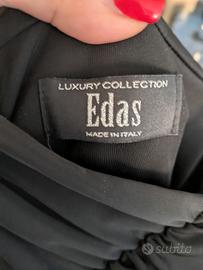 LUXURY COLLECTION
Edas
MADE IN ITALY
subito